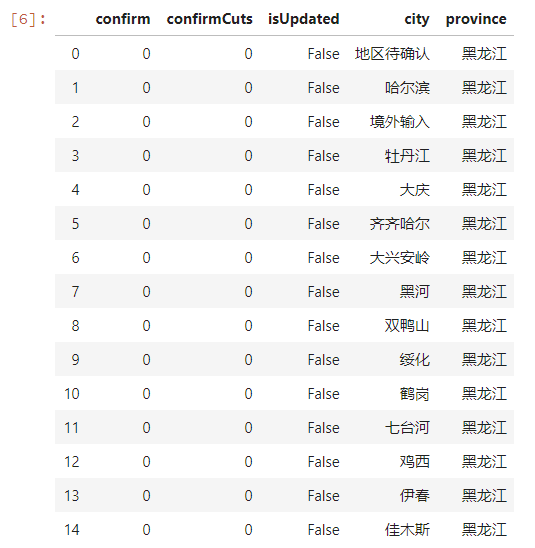 [6]: confirm confirmCuts isUpdated city province
0 0 0 False 地区待确认 黑龙江
1 0 0 False 哈尔滨 黑龙江
2 0 0 False 境外输入 黑龙江
3 0 0 False 牡丹江 黑龙江
4 0 0 False 大庆 黑龙江
5 0 0 False 齐齐哈尔 黑龙江
6 0 0 False 大兴安岭 黑龙江
7 0 0 False 黑河 黑龙江
8 0 0 False 双鸭山 黑龙江
9 0 0 False 绥化 黑龙江
10 0 0 False 鹤岗 黑龙江
11 0 0 False 七台河 黑龙江
12 0 0 False 鸡西 黑龙江
13 0 0 False 伊春 黑龙江
14 0 0 False 佳木斯 黑龙江